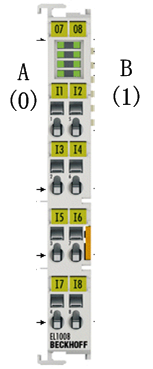 07 08
A
(0)
B
(1)
I1 I2
I3 I4
I5 I6
I7 I8
EL1008
BECKHOFF